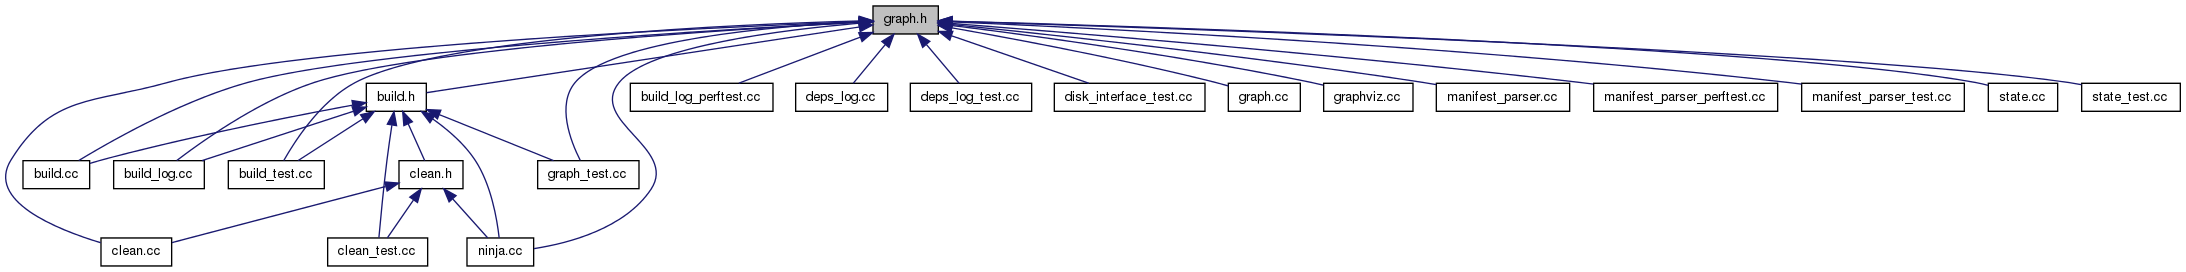 graph.h
build.h
build_log_perftest.cc
deps_log.cc
deps_log_test.cc
disk_interface_test.cc
graph.cc
graphviz.cc
manifest_parser.cc
manifest_parser_perftest.cc
manifest_parser_test.cc
state.cc
state_test.cc
build.cc
build_log.cc
build_test.cc
clean.h
graph_test.cc
clean.cc
clean_test.cc
ninja.cc